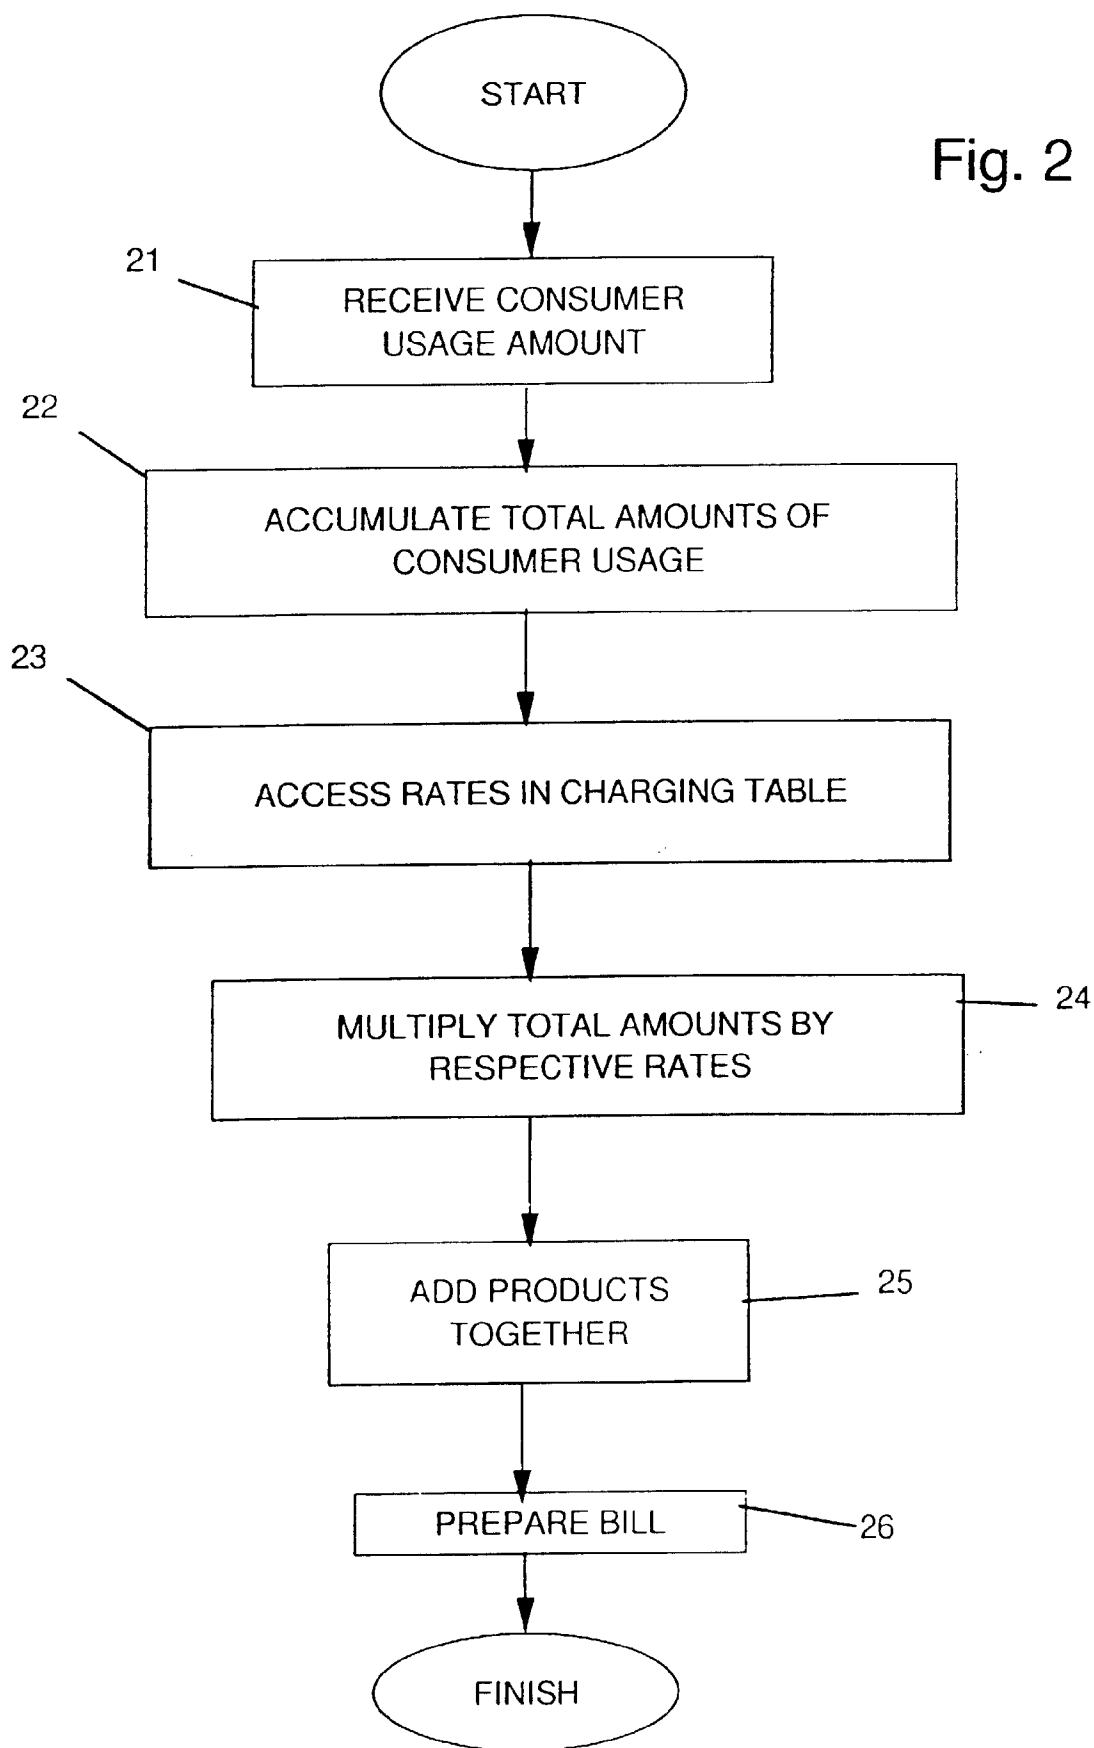 START
Fig. 2
21
RECEIVE CONSUMER
USAGE AMOUNT
22
ACCUMULATE TOTAL AMOUNTS OF
CONSUMER USAGE
23
ACCESS RATES IN CHARGING TABLE
24
MULTIPLY TOTAL AMOUNTS BY
RESPECTIVE RATES
25
ADD PRODUCTS
TOGETHER
PREPARE BILL
26
FINISH